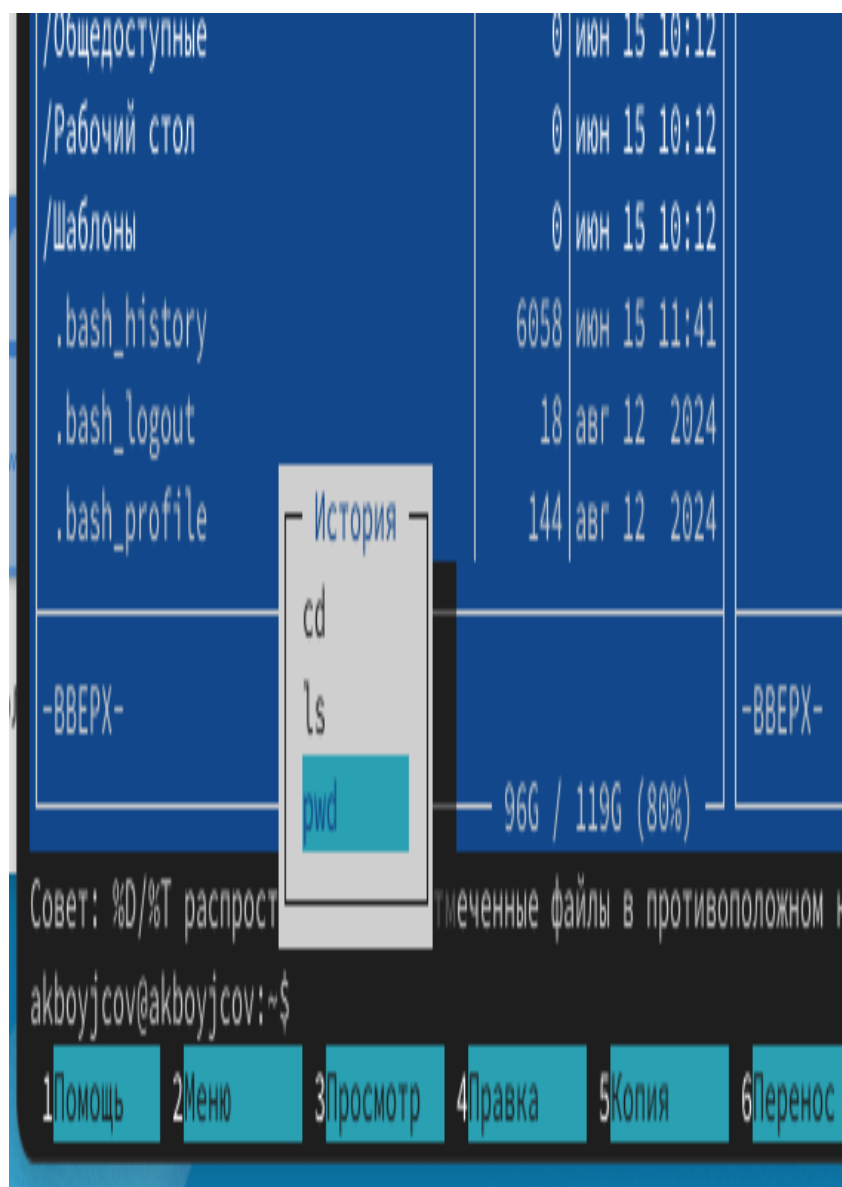 /Общедоступные 0 июн 15 10:12
/Рабочий стол 0 июн 15 10:12
/Шаблоны 0 июн 15 10:12
.bash_history 6058 июн 15 11:41
.bash_logout 18 авг 12 2024
.bash_profile 144 авг 12 2024
История
cd
ls
pwd
-ВВЕРХ- -ВВЕРХ-
96G / 119G (80%)
Совет: %D/%T распрост тмеченные файлы в противоположном
akboyjcov@akboyjcov:~$
1Помощь 2Меню 3Просмотр 4Правка 5Копия 6Перенос